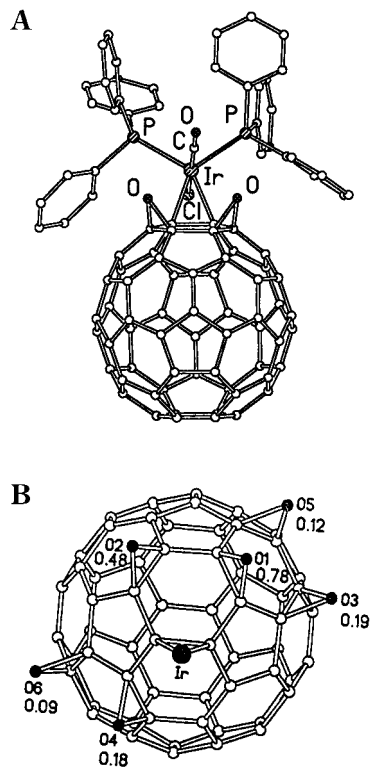 A
O
P
C
P
Ir
O
Cl
O
B
O5
0.12
O2
0.48
O1
0.78
O3
0.19
Ir
O6
0.09
O4
0.18